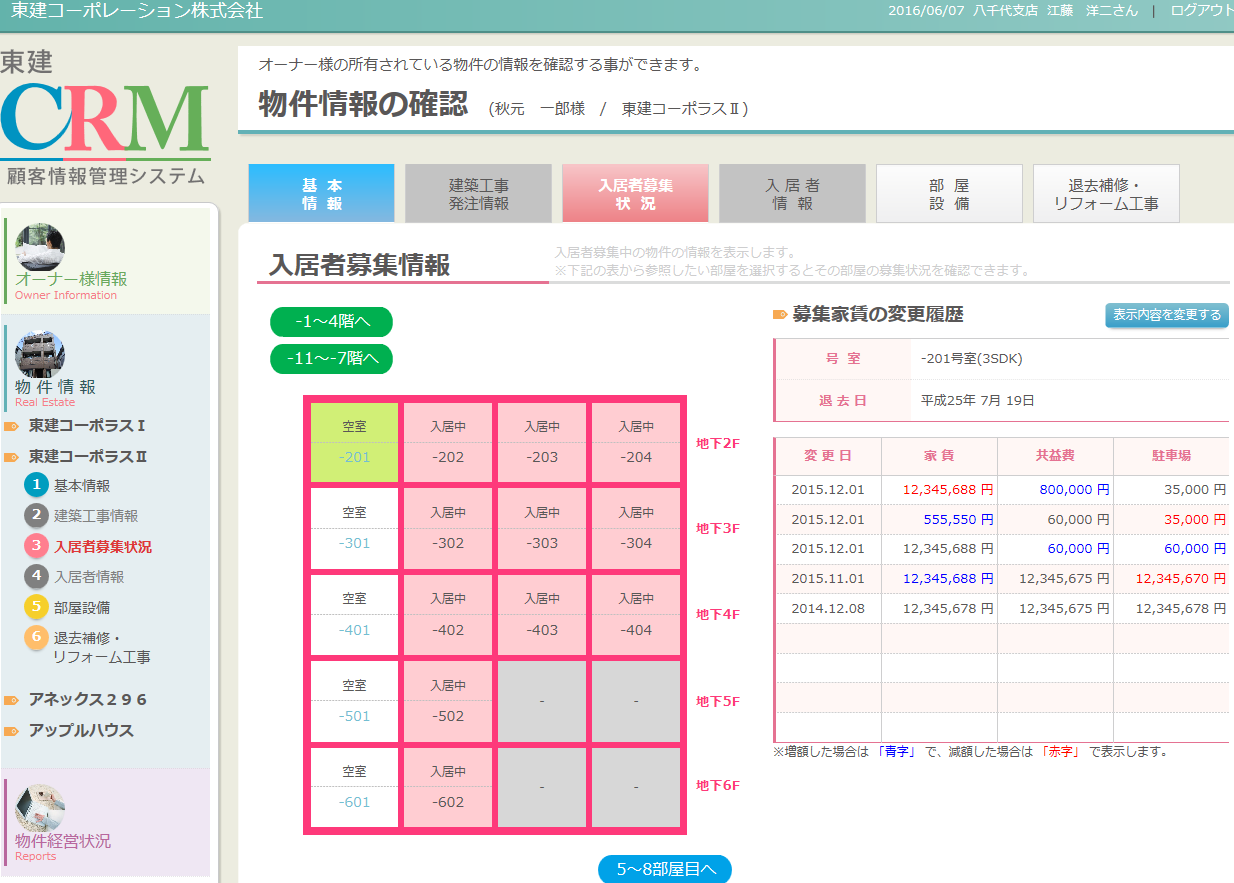 東建コーポレーション株式会社
2016/06/07 八千代支店 江藤 洋二さん | ログアウト
東建
CRM
顧客情報管理システム
オーナー様情報
Owner Information
物件情報
Real Estate
東建コーポラスⅠ
東建コーポラスⅡ
1 基本情報
2 建築工事情報
3 入居者募集状況
4 入居者情報
5 部屋設備
6 退去補修・
リフォーム工事
アネックス２９６
アップルハウス
物件経営状況
Reports
オーナー様の所有されている物件の情報を確認する事ができます。
物件情報の確認 (秋元 一郎様 / 東建コーポラスⅡ)
基本
情報
建築工事
発注情報
入居者募集
状況
入居者
情報
部屋
設備
退去補修・
リフォーム工事
入居者募集情報
入居者募集中の物件の情報を表示します。
※下記の表から参照したい部屋を選択するとその部屋の募集状況を確認できます。
-1～4階へ
-11～-7階へ
空室 入居中 入居中 入居中
-201 -202 -203 -204
地下2F
空室 入居中 入居中 入居中
-301 -302 -303 -304
地下3F
空室 入居中 入居中 入居中
-401 -402 -403 -404
地下4F
空室 入居中 - -
-501 -502
地下5F
空室 入居中 - -
-601 -602
地下6F
5～8部屋目へ
募集家賃の変更履歴
表示内容を変更する
号室 -201号室(3SDK)
退去日 平成25年 7月 19日
変更日 家賃 共益費 駐車場
2015.12.01 12,345,688 円 800,000 円 35,000 円
2015.12.01 555,550 円 60,000 円 35,000 円
2015.12.01 12,345,688 円 60,000 円 60,000 円
2015.11.01 12,345,688 円 12,345,675 円 12,345,670 円
2014.12.08 12,345,678 円 12,345,675 円 12,345,678 円
※増額した場合は「青字」で、減額した場合は「赤字」で表示します。